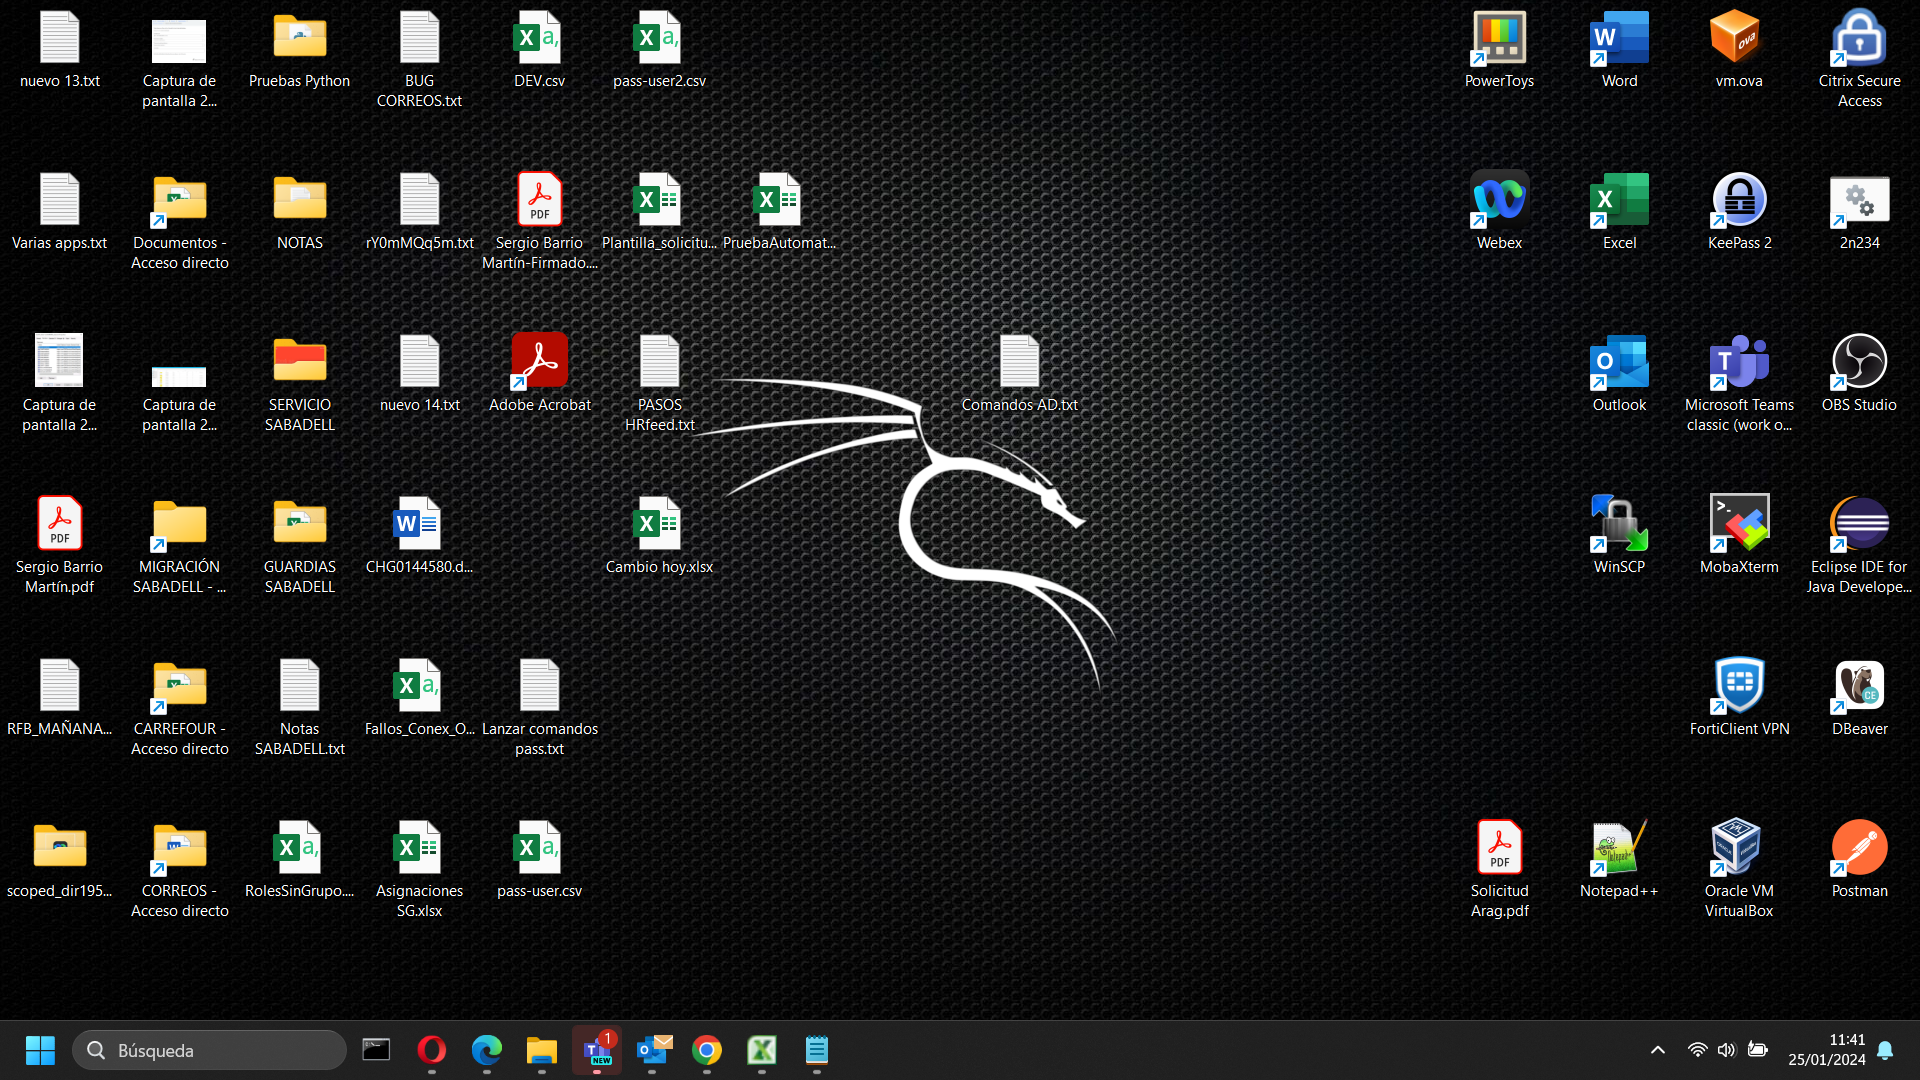 nuevo 13.txt
Captura de
pantalla 2...
Pruebas Python
BUG
CORREOS.txt
DEV.csv
pass-user2.csv
PowerToys
Word
vm.ova
Citrix Secure
Access
Varias apps.txt
Documentos -
Acceso directo
NOTAS
rY0mMQq5m.txt
Sergio Barrio
Martín-Firmado....
Plantilla_solicitu...
PruebaAutomat...
Webex
Excel
KeePass 2
2n234
Captura de
pantalla 2...
Captura de
pantalla 2...
SERVICIO
SABADELL
nuevo 14.txt
Adobe Acrobat
PASOS
HRfeed.txt
Comandos AD.txt
Outlook
Microsoft Teams
classic (work o...
OBS Studio
Sergio Barrio
Martín.pdf
MIGRACIÓN
SABADELL - ...
GUARDIAS
SABADELL
CHG0144580.d...
Cambio hoy.xlsx
WinSCP
MobaXterm
Eclipse IDE for
Java Develope...
RFB_MAÑANA...
CARREFOUR -
Acceso directo
Notas
SABADELL.txt
Fallos_Conex_O...
Lanzar comandos
pass.txt
FortiClient VPN
DBeaver
scoped_dir195...
CORREOS -
Acceso directo
RolesSinGrupo....
Asignaciones
SG.xlsx
pass-user.csv
Solicitud
Arag.pdf
Notepad++
Oracle VM
VirtualBox
Postman
Búsqueda
1
NEW
11:41
25/01/2024